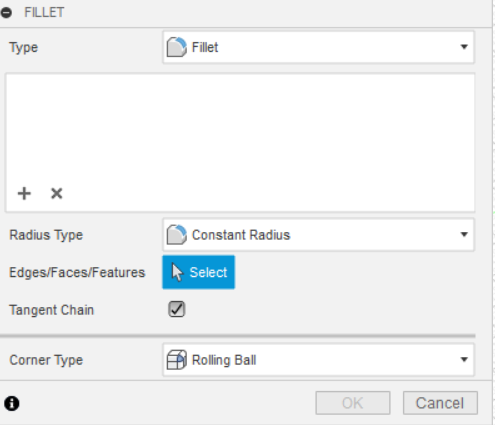 FILLET
Type Fillet
Radius Type Constant Radius
Edges/Faces/Features Select
Tangent Chain
Corner Type Rolling Ball
OK Cancel